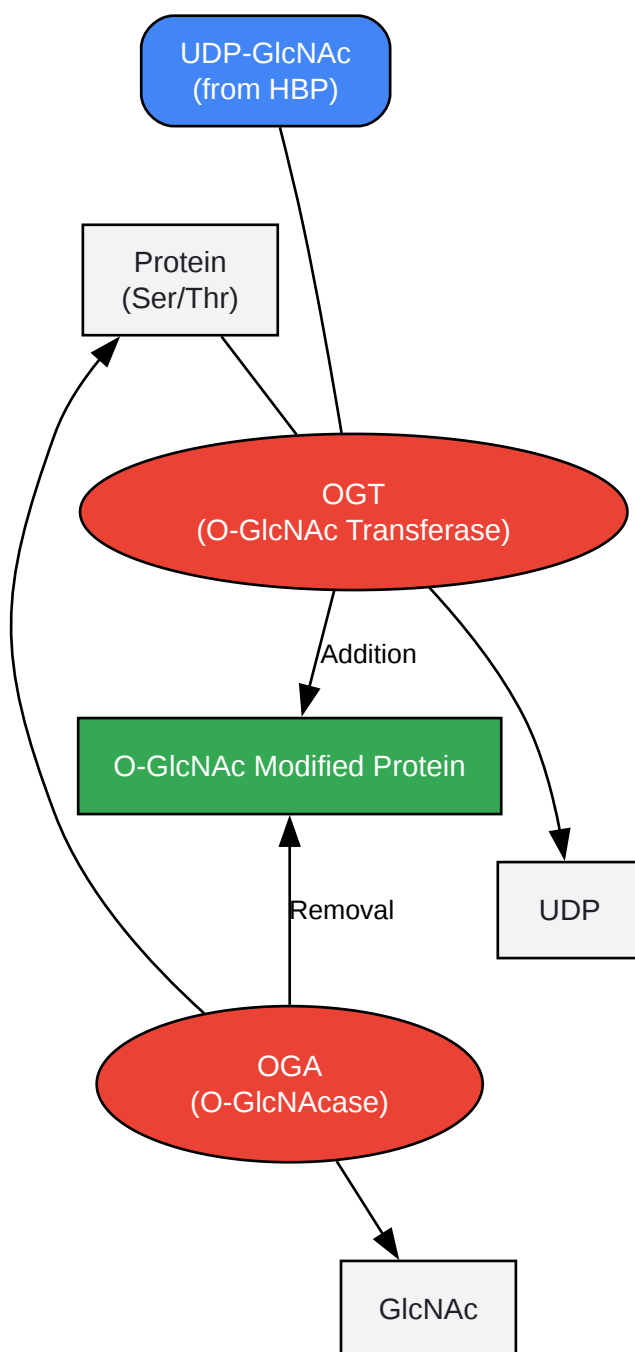 UDP-GlcNAc
(from HBP)
Protein
(Ser/Thr)
OGT
(O-GlcNAc Transferase)
Addition
O-GlcNAc Modified Protein
Removal
UDP
OGA
(O-GlcNAcase)
GlcNAc